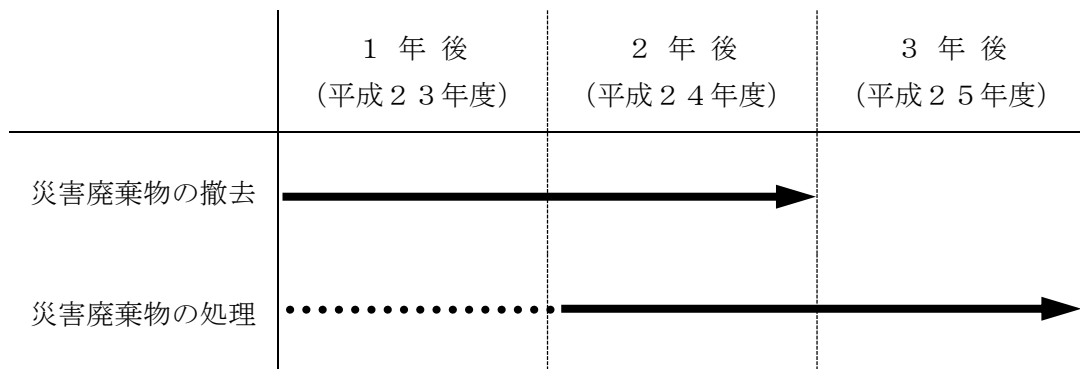 １年後
（平成２３年度）
２年後
（平成２４年度）
３年後
（平成２５年度）
災害廃棄物の撤去
災害廃棄物の処理